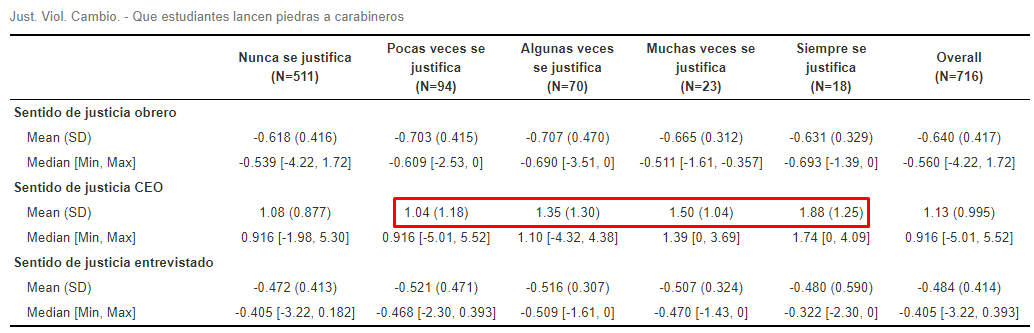 Just. Viol. Cambio. - Que estudiantes lancen piedras a carabineros
Nunca se justifica (N=511) Pocas veces se justifica (N=94) Algunas veces se justifica (N=70) Muchas veces se justifica (N=23) Siempre se justifica (N=18) Overall (N=716)
Sentido de justicia obrero
Mean (SD) -0.618 (0.416) -0.703 (0.415) -0.707 (0.470) -0.665 (0.312) -0.631 (0.329) -0.640 (0.417)
Median [Min, Max] -0.539 [-4.22, 1.72] -0.609 [-2.53, 0] -0.690 [-3.51, 0] -0.511 [-1.61, -0.357] -0.693 [-1.39, 0] -0.560 [-4.22, 1.72]
Sentido de justicia CEO
Mean (SD) 1.08 (0.877) 1.04 (1.18) 1.35 (1.30) 1.50 (1.04) 1.88 (1.25) 1.13 (0.995)
Median [Min, Max] 0.916 [-1.98, 5.30] 0.916 [-5.01, 5.52] 1.10 [-4.32, 4.38] 1.39 [0, 3.69] 1.74 [0, 4.09] 0.916 [-5.01, 5.52]
Sentido de justicia entrevistado
Mean (SD) -0.472 (0.413) -0.521 (0.471) -0.516 (0.307) -0.507 (0.324) -0.480 (0.590) -0.484 (0.414)
Median [Min, Max] -0.405 [-3.22, 0.182] -0.468 [-2.30, 0.393] -0.509 [-1.61, 0] -0.470 [-1.43, 0] -0.322 [-2.30, 0] -0.405 [-3.22, 0.393]